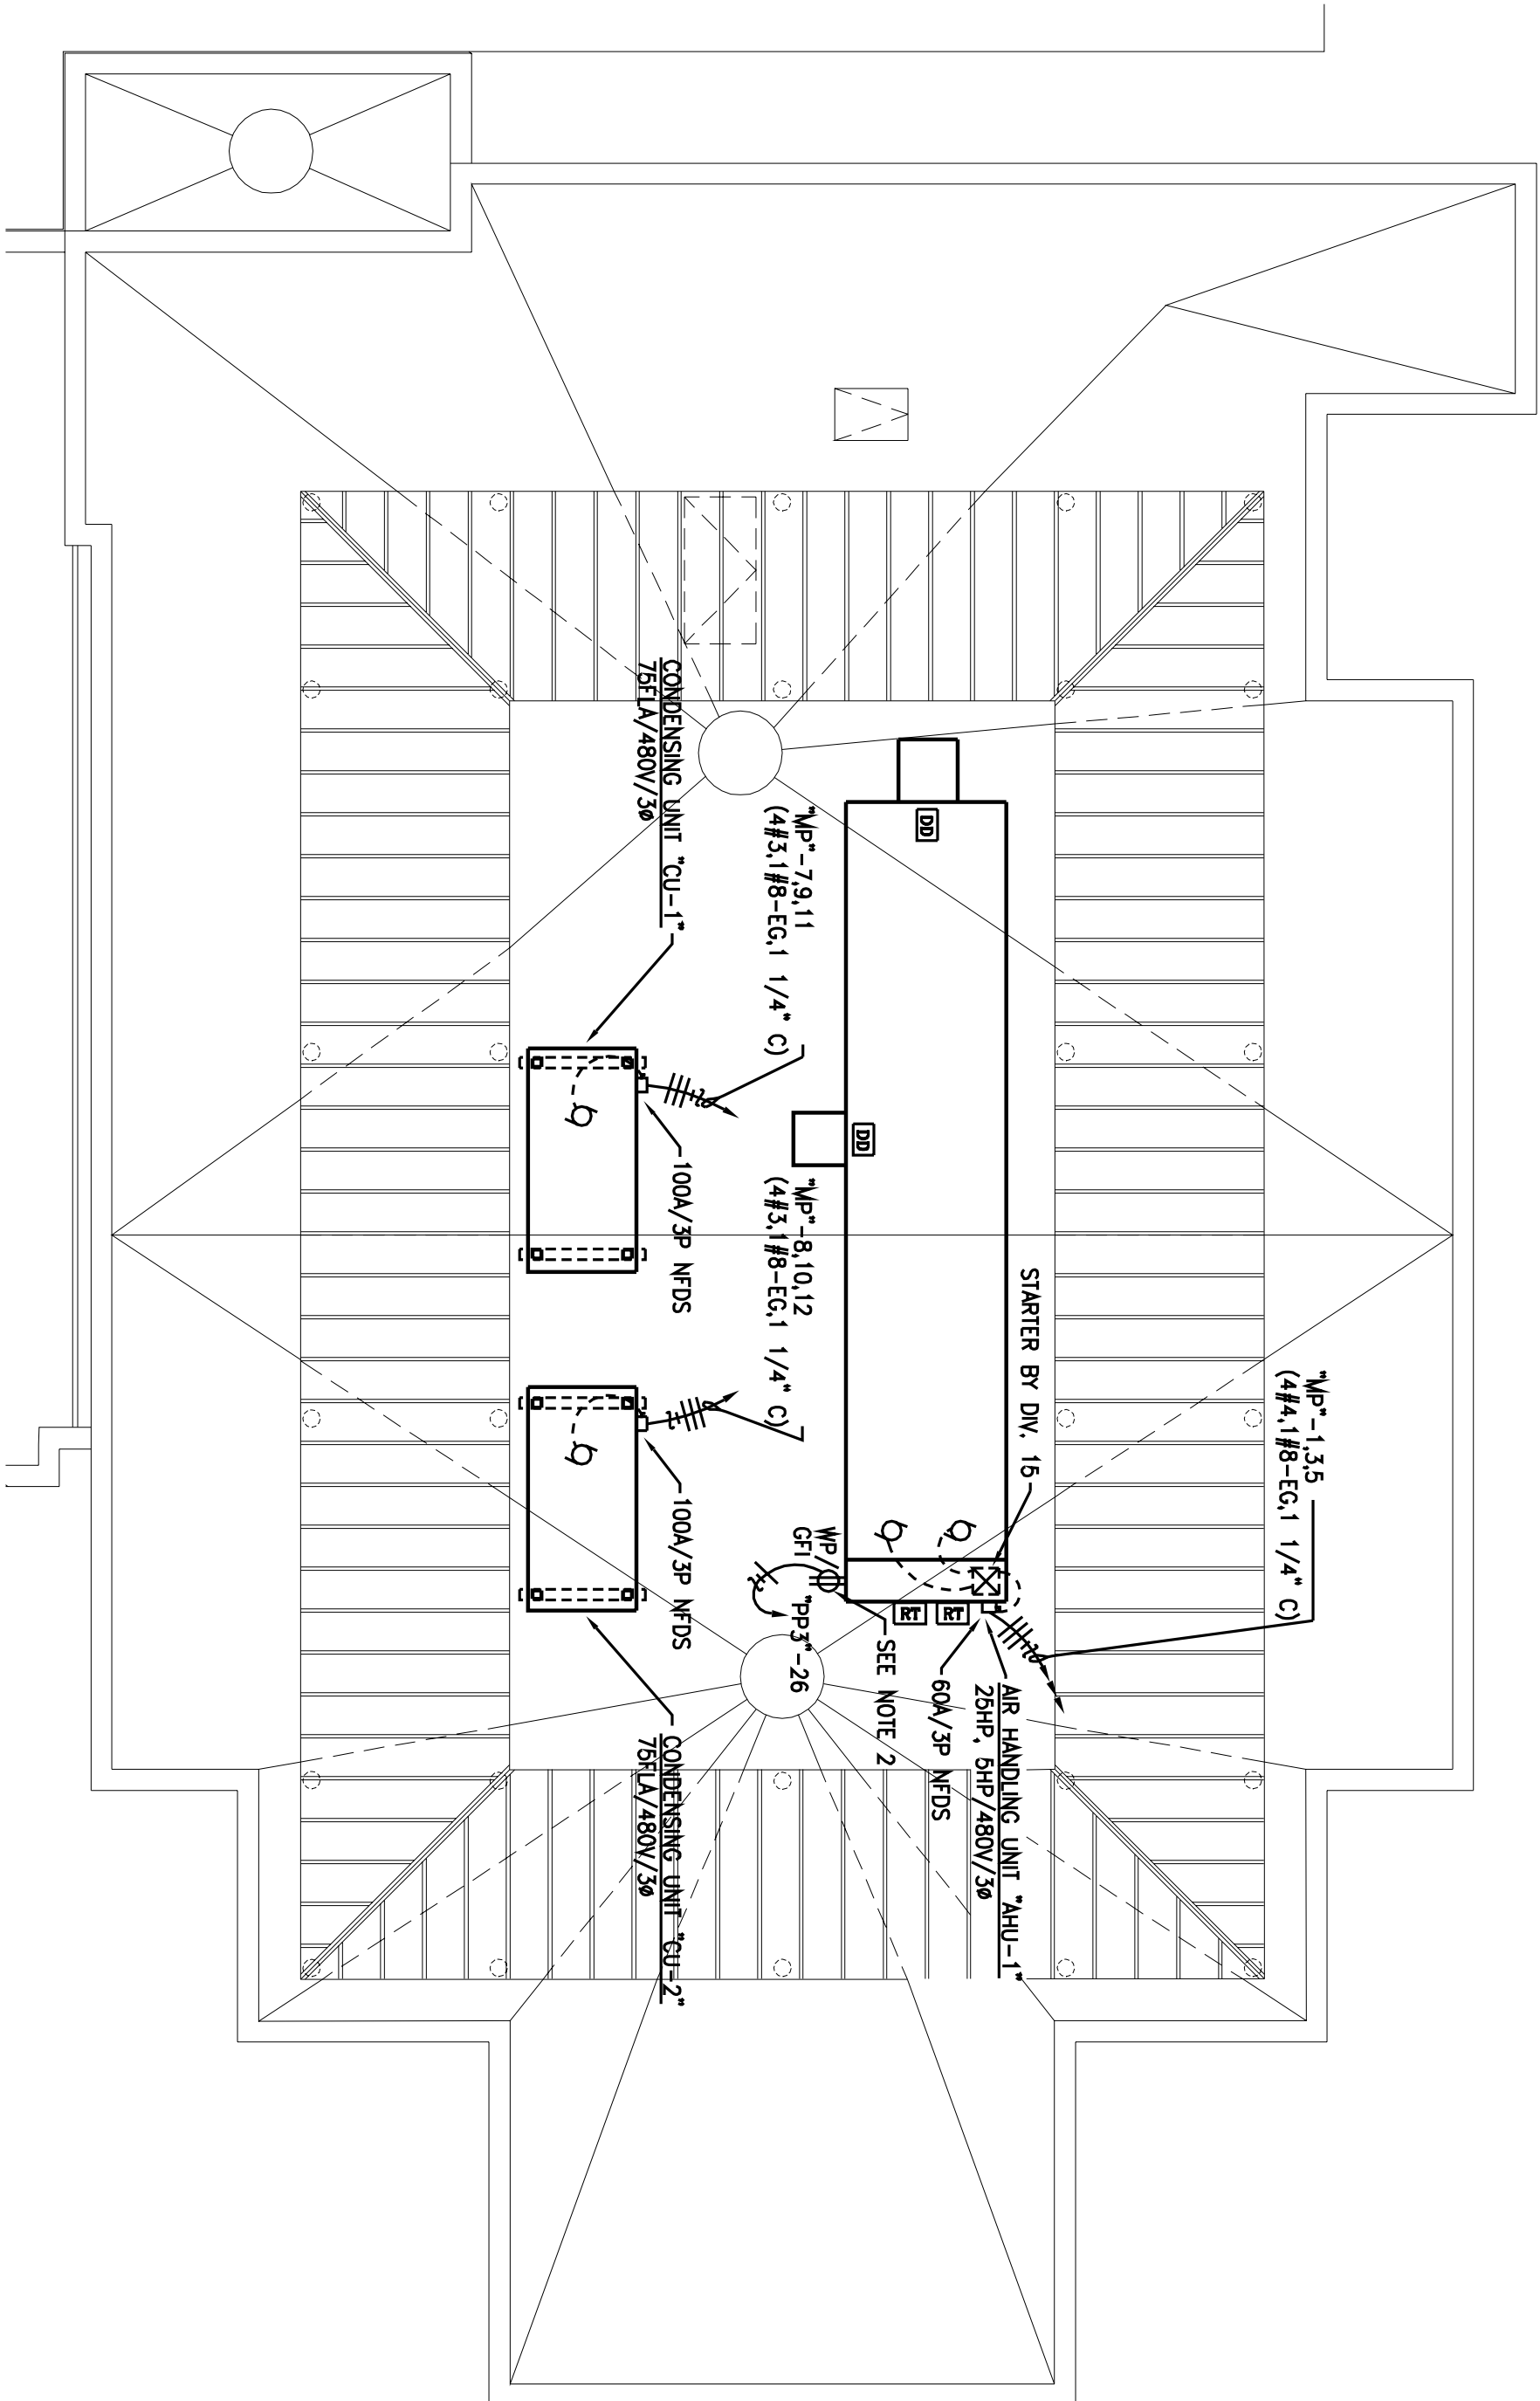 "MP"-1,3,5
(4#4,1#8-EG,1 1/4" C)
STARTER BY DIV. 15
AIR HANDLING UNIT "AHU-1"
25HP, 5HP/480V/3ø
60A/3P NFDS
DD
RT
RT
SEE NOTE 2
DD
WP/
GFI
"PP3"-26
"MP"-7,9,11
(4#3,1#8-EG,1 1/4" C)
"MP"-8,10,12
(4#3,1#8-EG,1 1/4" C)
CONDENSING UNIT "CU-1"
75FLA/480V/3ø
100A/3P NFDS
100A/3P NFDS
CONDENSING UNIT "CU-2"
75FLA/480V/3ø